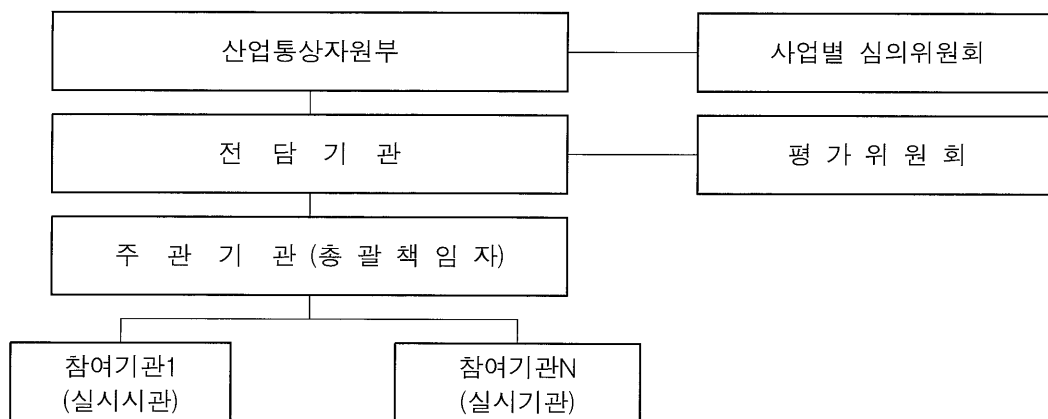 산업통상자원부
사업별 심의위원회
전 담 기 관
평 가 위 원 회
주 관 기 관 (총 괄 책 임 자)
참여기관1
(실시시관)
참여기관N
(실시기관)